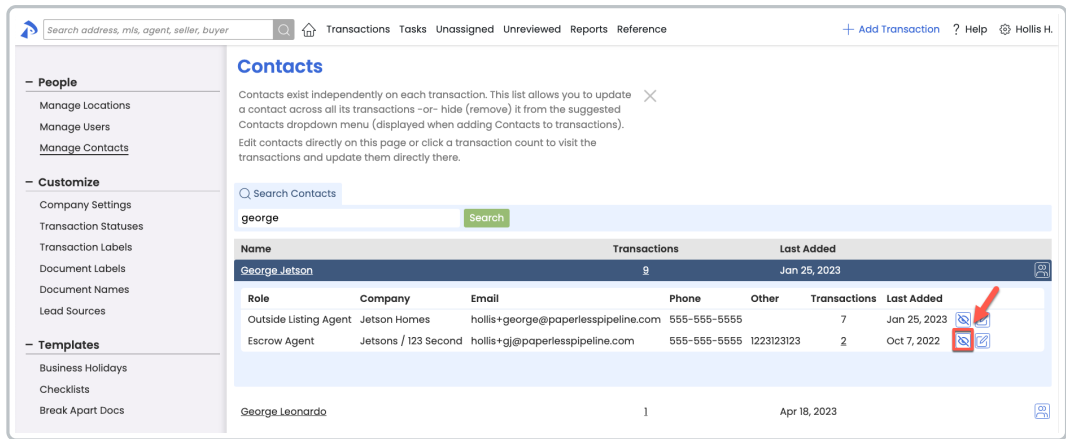 Search address, mls, agent, seller, buyer
Transactions Tasks Unassigned Unreviewed Reports Reference
+ Add Transaction ? Help Hollis H.
– People
Manage Locations
Manage Users
Manage Contacts
– Customize
Company Settings
Transaction Statuses
Transaction Labels
Document Labels
Document Names
Lead Sources
– Templates
Business Holidays
Checklists
Break Apart Docs
Contacts
Contacts exist independently on each transaction. This list allows you to update
a contact across all its transactions -or- hide (remove) it from the suggested
Contacts dropdown menu (displayed when adding Contacts to transactions).
Edit contacts directly on this page or click a transaction count to visit the
transactions and update them directly there.
Search Contacts
george Search
Name Transactions Last Added
George Jetson 9 Jan 25, 2023
Role Company Email Phone Other Transactions Last Added
Outside Listing Agent Jetson Homes hollis+george@paperlesspipeline.com 555-555-5555 7 Jan 25, 2023
Escrow Agent Jetsons / 123 Second hollis+gj@paperlesspipeline.com 555-555-5555 1223123123 2 Oct 7, 2022
George Leonardo 1 Apr 18, 2023